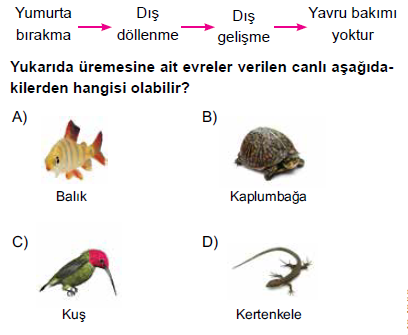 Yumurta bırakma → Dış döllenme → Dış gelişme → Yavru bakımı yoktur
Yukarıda üremesine ait evreler verilen canlı aşağıda-
kilerden hangisi olabilir?
A) B)
Balık Kaplumbağa
C) D)
Kuş Kertenkele